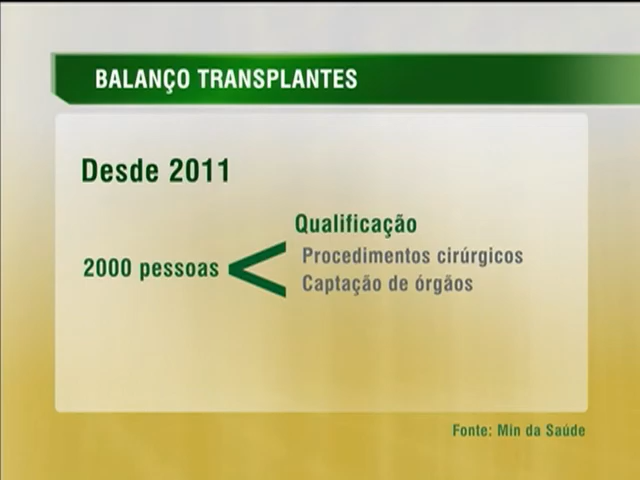 BALANÇO TRANSPLANTES
Desde 2011
Qualificação
2000 pessoas
Procedimentos cirúrgicos
Captação de órgãos
Fonte: Min da Saúde